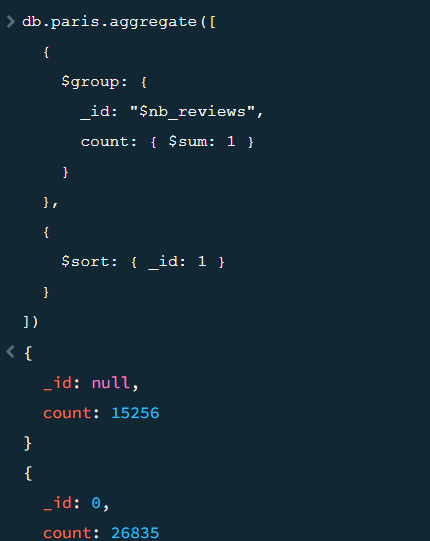 > db.paris.aggregate([
{
$group: {
_id: "$nb_reviews",
count: { $sum: 1 }
}
},
{
$sort: { _id: 1 }
}
])
< {
_id: null,
count: 15256
}
{
_id: 0,
count: 26835